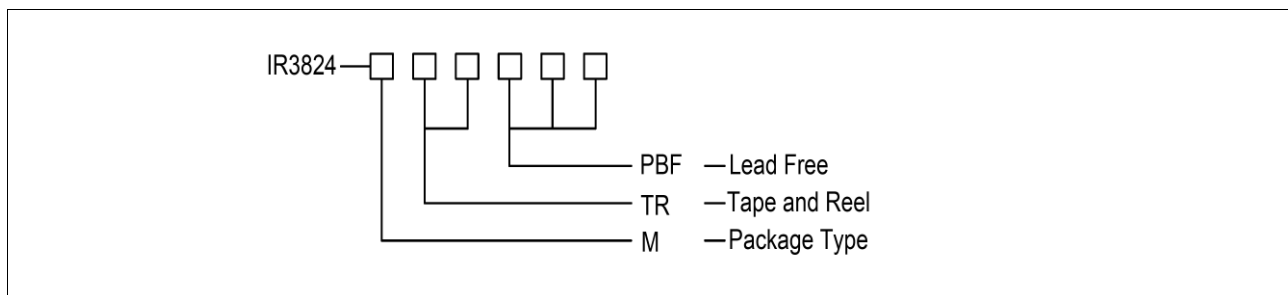 IR3824
PBF — Lead Free
TR — Tape and Reel
M — Package Type